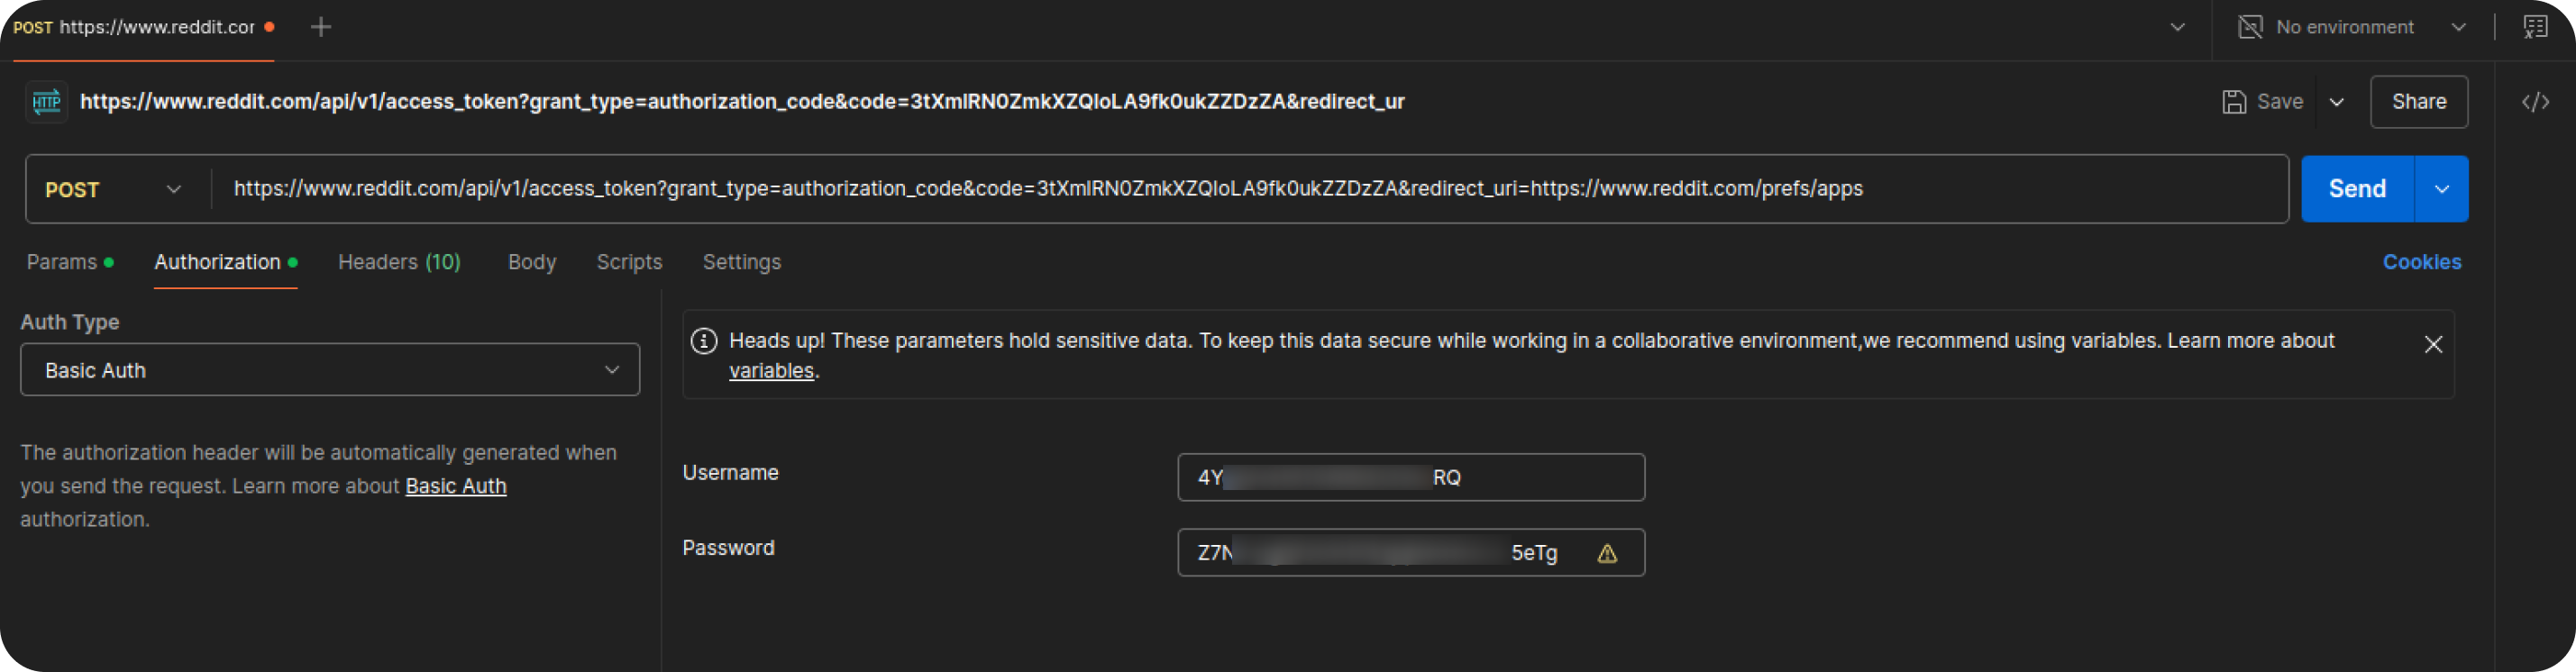 POST https://www.reddit.cor
No environment
HTTP https://www.reddit.com/api/v1/access_token?grant_type=authorization_code&code=3tXmIRN0ZmkXZQIoLA9fk0ukZZDzZA&redirect_ur
Save
Share
POST https://www.reddit.com/api/v1/access_token?grant_type=authorization_code&code=3tXmIRN0ZmkXZQIoLA9fk0ukZZDzZA&redirect_uri=https://www.reddit.com/prefs/apps
Send
Params Authorization Headers (10) Body Scripts Settings
Cookies
Auth Type
Basic Auth
The authorization header will be automatically generated when
you send the request. Learn more about Basic Auth
authorization.
Heads up! These parameters hold sensitive data. To keep this data secure while working in a collaborative environment,we recommend using variables. Learn more about
variables.
Username
4Y RQ
Password
Z7N 5eTg